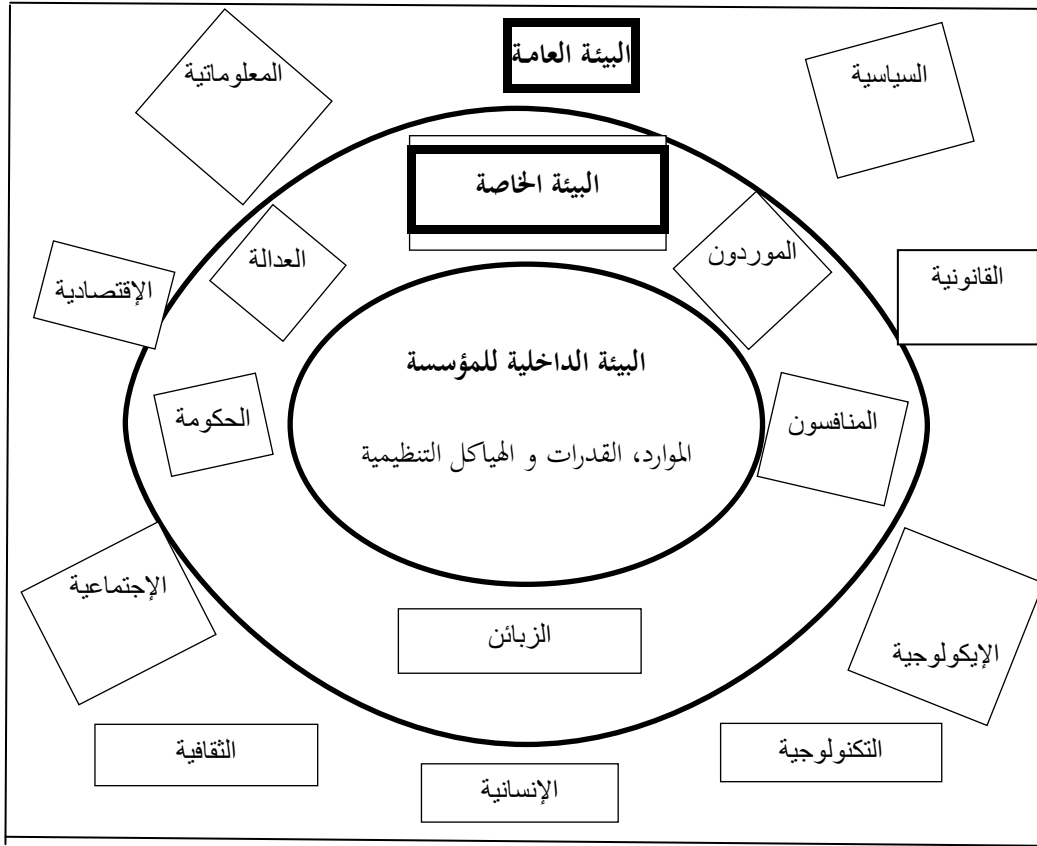 البيئة العامة
السياسية
المعلوماتية
البيئة الخاصة
الموردون
العدالة
القانونية
الإقتصادية
البيئة الداخلية للمؤسسة
المنافسون
الحكومة
الموارد، القدرات و الهياكل التنظيمية
الإجتماعية
الزبائن
الإيكولوجية
التكنولوجية
الثقافية
الإنسانية